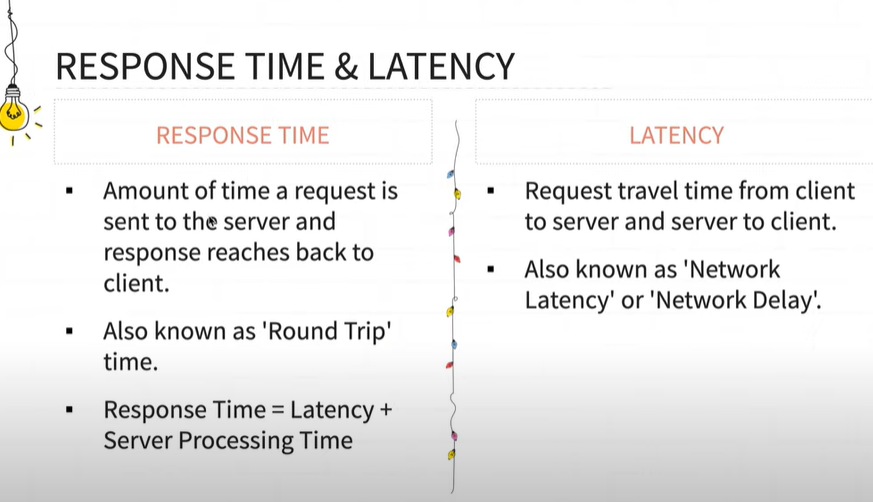 RESPONSE TIME & LATENCY
RESPONSE TIME
▪ Amount of time a request is
sent to the server and
response reaches back to
client.
▪ Also known as 'Round Trip'
time.
▪ Response Time = Latency +
Server Processing Time
LATENCY
▪ Request travel time from client
to server and server to client.
▪ Also known as 'Network
Latency' or 'Network Delay'.